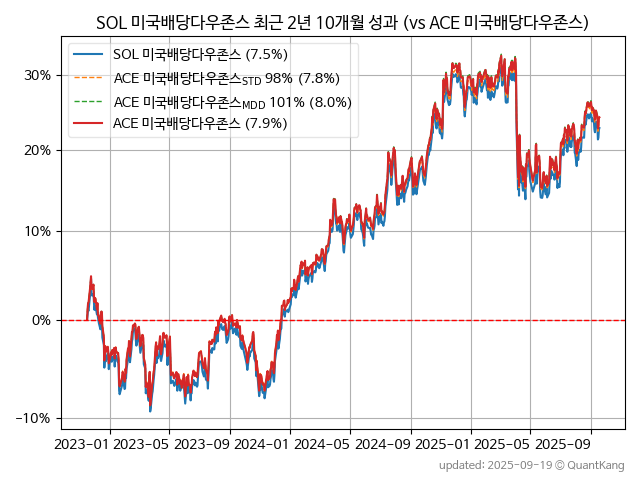 SOL 미국배당다우존스 최근 2년 10개월 성과 (vs ACE 미국배당다우존스)
SOL 미국배당다우존스 (7.5%)
ACE 미국배당다우존스STD 98% (7.8%)
ACE 미국배당다우존스MDD 101% (8.0%)
ACE 미국배당다우존스 (7.9%)
30%
20%
10%
0%
−10%
2023-01 2023-05 2023-09 2024-01 2024-05 2024-09 2025-01 2025-05 2025-09
updated: 2025-09-19 © QuantKang